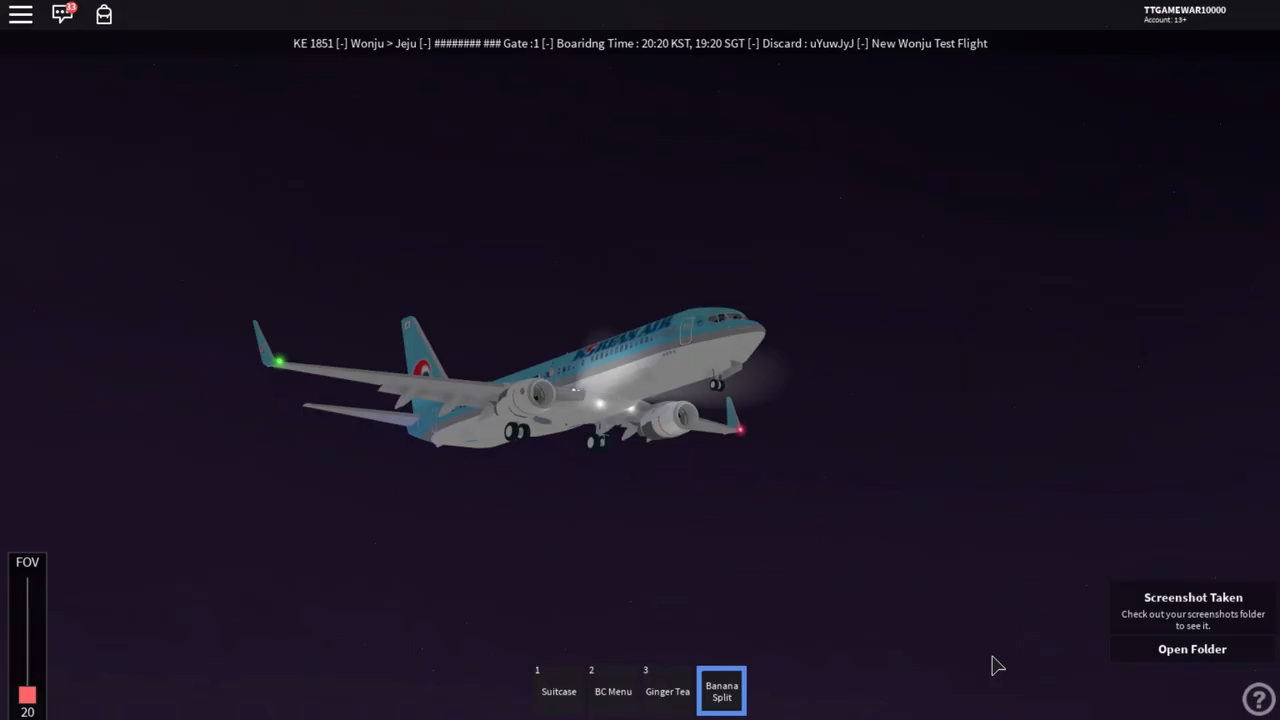 33
TTGAMEWAR10000
Account: 13+
KE 1851 [-] Wonju > Jeju [-] ######## ### Gate :1 [-] Boaridng Time : 20:20 KST, 19:20 SGT [-] Discard : uYuwJyJ [-] New Wonju Test Flight
KOREAN AIR
FOV
20
Screenshot Taken
Check out your screenshots folder
to see it.
Open Folder
1
Suitcase
2
BC Menu
3
Ginger Tea
Banana
Split
?